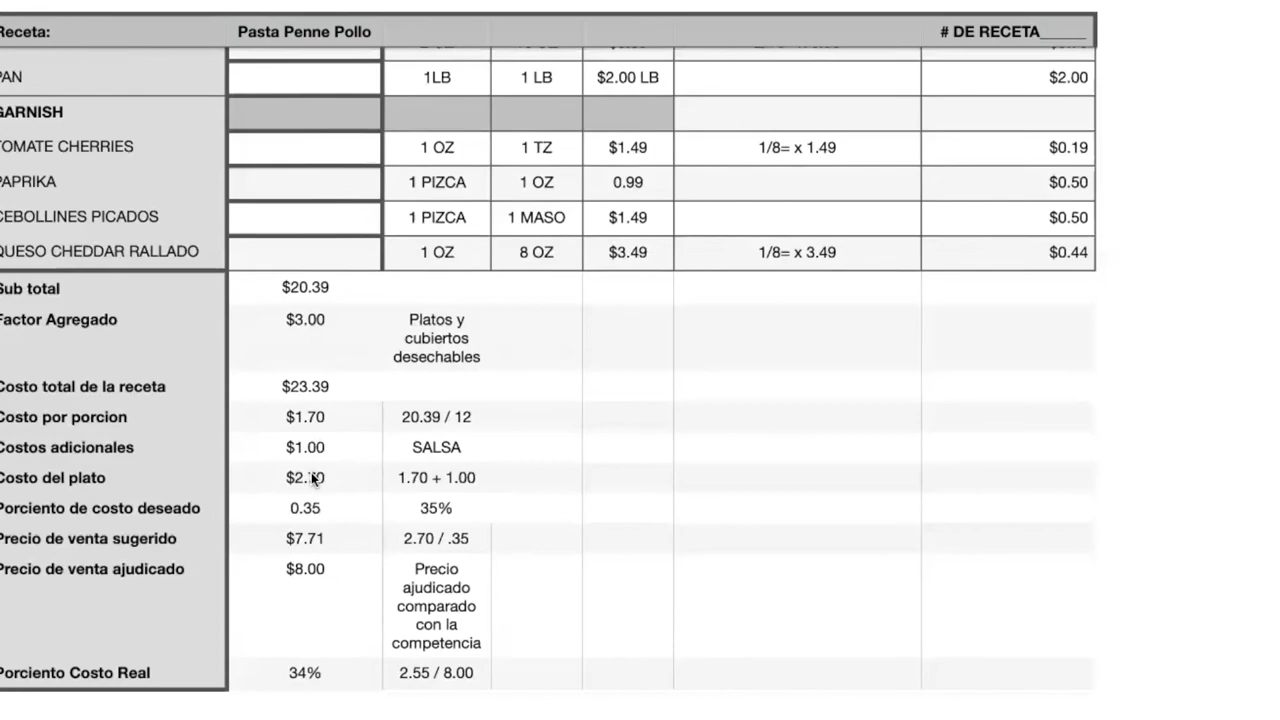 Receta: Pasta Penne Pollo # DE RECETA_____
PAN 1LB 1 LB $2.00 LB $2.00
GARNISH
TOMATE CHERRIES 1 OZ 1 TZ $1.49 1/8= x 1.49 $0.19
PAPRIKA 1 PIZCA 1 OZ 0.99 $0.50
CEBOLLINES PICADOS 1 PIZCA 1 MASO $1.49 $0.50
QUESO CHEDDAR RALLADO 1 OZ 8 OZ $3.49 1/8= x 3.49 $0.44
Sub total $20.39
Factor Agregado $3.00 Platos y
cubiertos
desechables
Costo total de la receta $23.39
Costo por porcion $1.70 20.39 / 12
Costos adicionales $1.00 SALSA
Costo del plato $2.70 1.70 + 1.00
Porciento de costo deseado 0.35 35%
Precio de venta sugerido $7.71 2.70 / .35
Precio de venta ajudicado $8.00 Precio
ajudicado
comparado
con la
competencia
Porciento Costo Real 34% 2.55 / 8.00